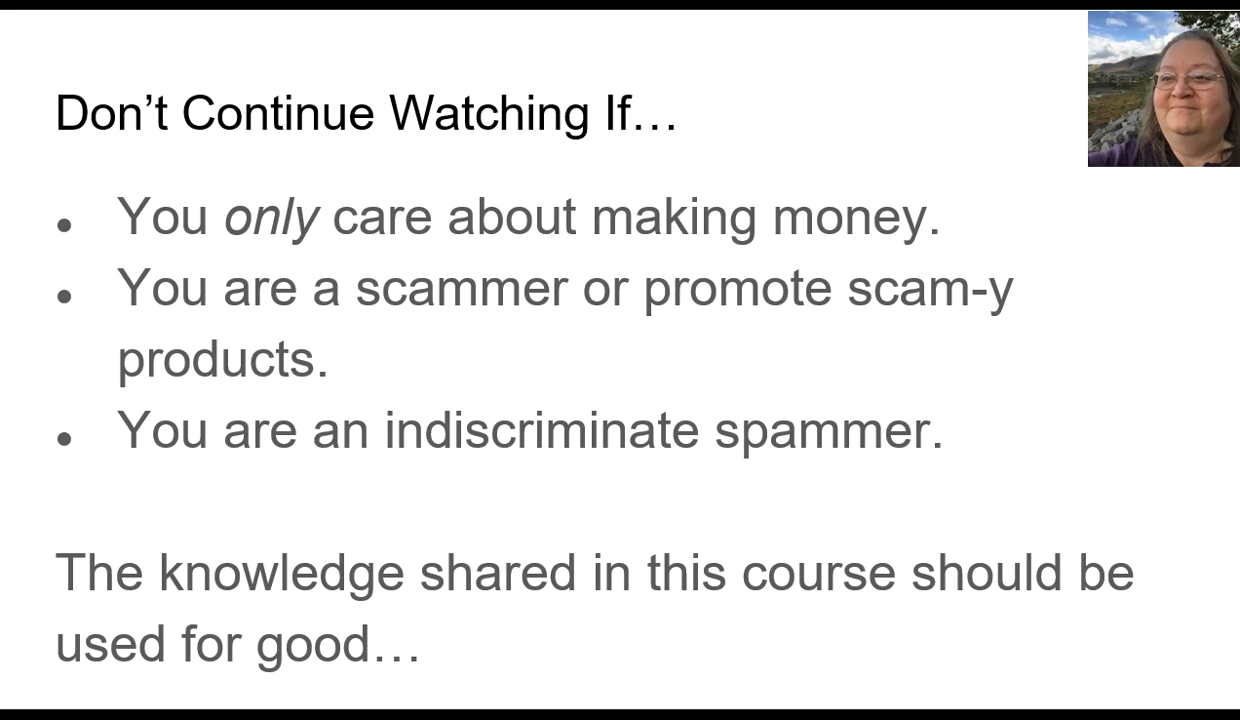 Don’t Continue Watching If…
● You only care about making money.
● You are a scammer or promote scam-y
products.
● You are an indiscriminate spammer.
The knowledge shared in this course should be
used for good…